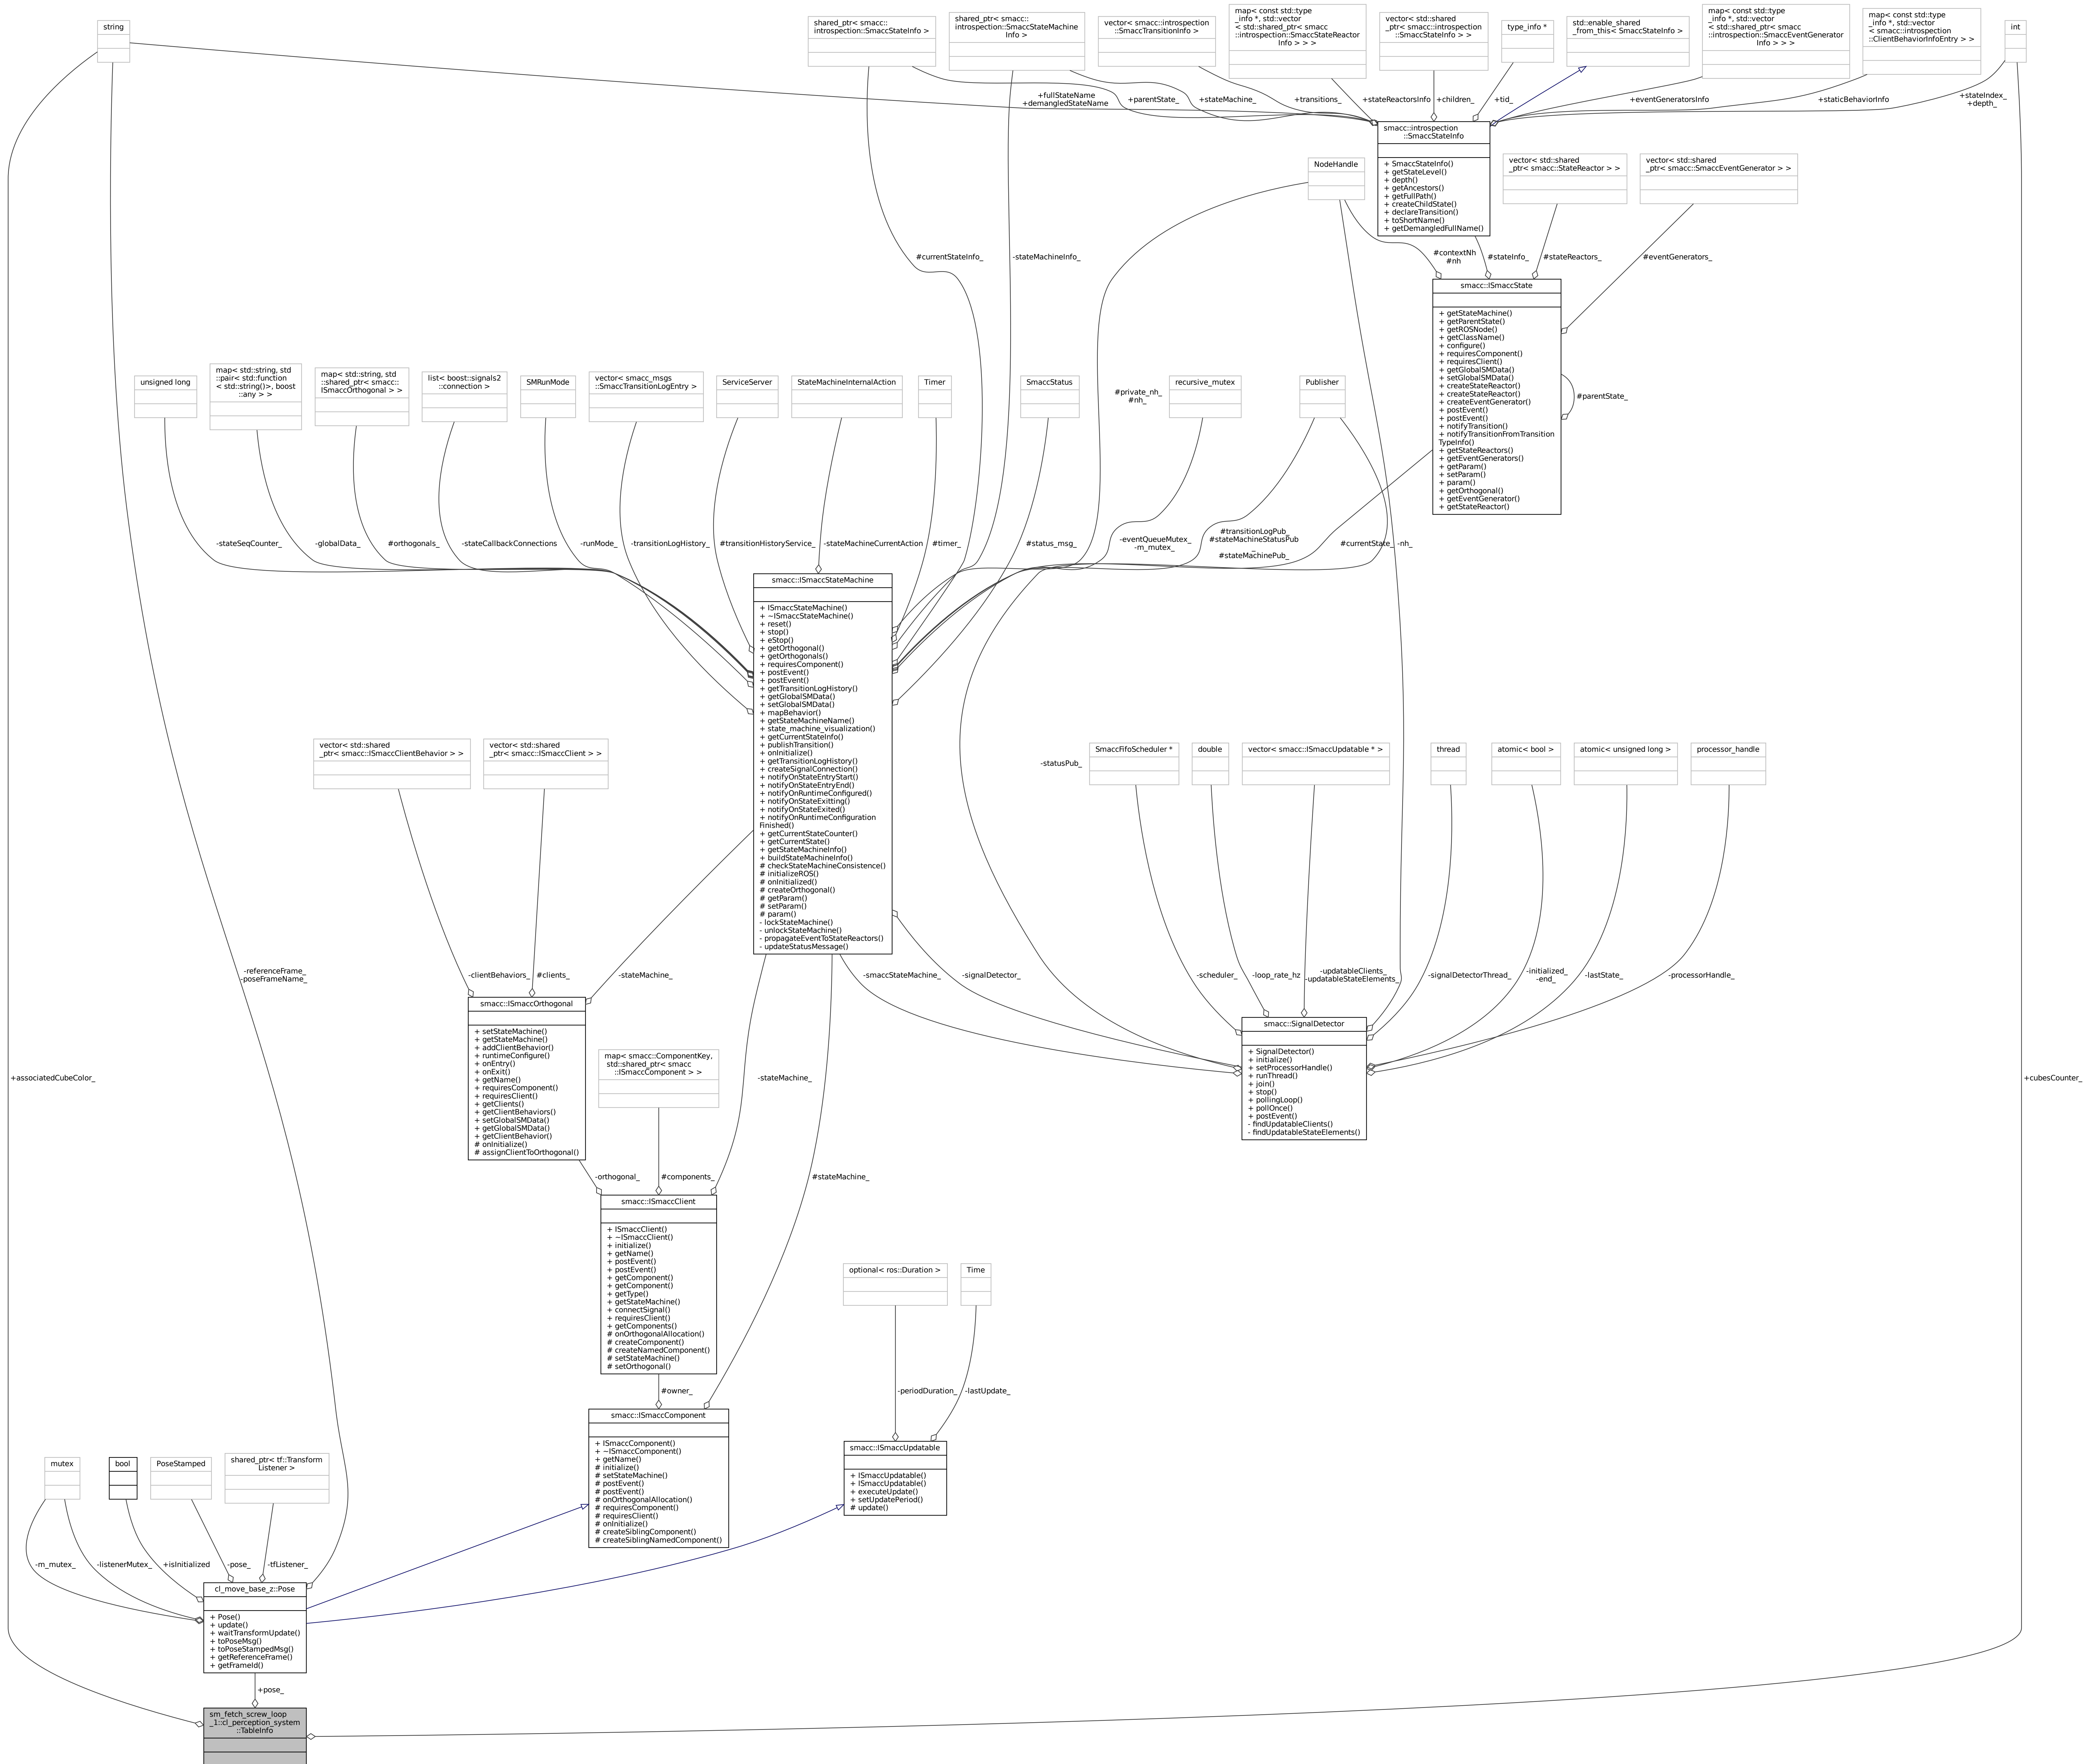 string
shared_ptr< smacc::
introspection::SmaccStateInfo >
shared_ptr< smacc::
introspection::SmaccStateMachine
Info >
vector< smacc::introspection
::SmaccTransitionInfo >
map< const std::type
_info *, std::vector
< std::shared_ptr< smacc
::introspection::SmaccStateReactor
Info > > >
vector< std::shared
_ptr< smacc::introspection
::SmaccStateInfo > >
type_info *
std::enable_shared
_from_this< SmaccStateInfo >
map< const std::type
_info *, std::vector
< std::shared_ptr< smacc
::introspection::SmaccEventGenerator
Info > > >
map< const std::type
_info *, std::vector
< smacc::introspection
::ClientBehaviorInfoEntry > >
int
+fullStateName
+demangledStateName
+parentState_
+stateMachine_
+transitions_
+stateReactorsInfo
+children_
+tid_
+eventGeneratorsInfo
+staticBehaviorInfo
+stateIndex_
+depth_
smacc::introspection
::SmaccStateInfo
+ SmaccStateInfo()
+ getStateLevel()
+ depth()
+ getAncestors()
+ getFullPath()
+ createChildState()
+ declareTransition()
+ toShortName()
+ getDemangledFullName()
NodeHandle
vector< std::shared
_ptr< smacc::StateReactor > >
vector< std::shared
_ptr< smacc::SmaccEventGenerator > >
#currentStateInfo_
-stateMachineInfo_
#contextNh
#nh
#stateInfo_
#stateReactors_
#eventGenerators_
smacc::ISmaccState
+ getStateMachine()
+ getParentState()
+ getROSNode()
+ getClassName()
+ configure()
+ requiresComponent()
+ requiresClient()
+ getGlobalSMData()
+ setGlobalSMData()
+ createStateReactor()
+ createStateReactor()
+ createEventGenerator()
+ postEvent()
+ postEvent()
+ notifyTransition()
+ notifyTransitionFromTransition
TypeInfo()
+ getStateReactors()
+ getEventGenerators()
+ getParam()
+ setParam()
+ param()
+ getOrthogonal()
+ getEventGenerator()
+ getStateReactor()
#parentState_
unsigned long
map< std::string, std
::pair< std::function
< std::string()>, boost
::any > >
map< std::string, std
::shared_ptr< smacc::
ISmaccOrthogonal > >
list< boost::signals2
::connection >
SMRunMode
vector< smacc_msgs
::SmaccTransitionLogEntry >
ServiceServer
StateMachineInternalAction
Timer
SmaccStatus
#private_nh_
#nh_
recursive_mutex
Publisher
-stateSeqCounter_
-globalData_
#orthogonals_
-stateCallbackConnections
-runMode_
-transitionLogHistory_
#transitionHistoryService_
-stateMachineCurrentAction
#timer_
#status_msg_
-eventQueueMutex_
-m_mutex_
#transitionLogPub_
#stateMachineStatusPub
_
#stateMachinePub_
#currentState_
-nh_
smacc::ISmaccStateMachine
+ ISmaccStateMachine()
+ ~ISmaccStateMachine()
+ reset()
+ stop()
+ eStop()
+ getOrthogonal()
+ getOrthogonals()
+ requiresComponent()
+ postEvent()
+ postEvent()
+ getTransitionLogHistory()
+ getGlobalSMData()
+ setGlobalSMData()
+ mapBehavior()
+ getStateMachineName()
+ state_machine_visualization()
+ getCurrentStateInfo()
+ publishTransition()
+ onInitialize()
+ getTransitionLogHistory()
+ createSignalConnection()
+ notifyOnStateEntryStart()
+ notifyOnStateEntryEnd()
+ notifyOnRuntimeConfigured()
+ notifyOnStateExitting()
+ notifyOnStateExited()
+ notifyOnRuntimeConfiguration
Finished()
+ getCurrentStateCounter()
+ getCurrentState()
+ getStateMachineInfo()
+ buildStateMachineInfo()
# checkStateMachineConsistence()
# initializeROS()
# onInitialized()
# createOrthogonal()
# getParam()
# setParam()
# param()
- lockStateMachine()
- unlockStateMachine()
- propagateEventToStateReactors()
- updateStatusMessage()
vector< std::shared
_ptr< smacc::ISmaccClientBehavior > >
vector< std::shared
_ptr< smacc::ISmaccClient > >
-statusPub_
SmaccFifoScheduler *
double
vector< smacc::ISmaccUpdatable * >
thread
atomic< bool >
atomic< unsigned long >
processor_handle
-referenceFrame_
-poseFrameName_
-clientBehaviors_
#clients_
-stateMachine_
-smaccStateMachine_
-signalDetector_
-scheduler_
-loop_rate_hz
-updatableClients_
-updatableStateElements_
-signalDetectorThread_
-initialized_
-end_
-lastState_
-processorHandle_
smacc::ISmaccOrthogonal
+ setStateMachine()
+ getStateMachine()
+ addClientBehavior()
+ runtimeConfigure()
+ onEntry()
+ onExit()
+ getName()
+ requiresComponent()
+ requiresClient()
+ getClients()
+ getClientBehaviors()
+ setGlobalSMData()
+ getGlobalSMData()
+ getClientBehavior()
# onInitialize()
# assignClientToOrthogonal()
map< smacc::ComponentKey,
std::shared_ptr< smacc
::ISmaccComponent > >
smacc::SignalDetector
+ SignalDetector()
+ initialize()
+ setProcessorHandle()
+ runThread()
+ join()
+ stop()
+ pollingLoop()
+ pollOnce()
+ postEvent()
- findUpdatableClients()
- findUpdatableStateElements()
+associatedCubeColor_
-stateMachine_
+cubesCounter_
-orthogonal_
#components_
#stateMachine_
smacc::ISmaccClient
+ ISmaccClient()
+ ~ISmaccClient()
+ initialize()
+ getName()
+ postEvent()
+ postEvent()
+ getComponent()
+ getComponent()
+ getType()
+ getStateMachine()
+ connectSignal()
+ requiresClient()
+ getComponents()
# onOrthogonalAllocation()
# createComponent()
# createNamedComponent()
# setStateMachine()
# setOrthogonal()
optional< ros::Duration >
Time
#owner_
-periodDuration_
-lastUpdate_
smacc::ISmaccComponent
+ ISmaccComponent()
+ ~ISmaccComponent()
+ getName()
# initialize()
# setStateMachine()
# postEvent()
# postEvent()
# onOrthogonalAllocation()
# requiresComponent()
# requiresClient()
# onInitialize()
# createSiblingComponent()
# createSiblingNamedComponent()
smacc::ISmaccUpdatable
+ ISmaccUpdatable()
+ ISmaccUpdatable()
+ executeUpdate()
+ setUpdatePeriod()
# update()
mutex
bool
PoseStamped
shared_ptr< tf::Transform
Listener >
-m_mutex_
-listenerMutex_
+isInitialized
-pose_
-tfListener_
cl_move_base_z::Pose
+ Pose()
+ update()
+ waitTransformUpdate()
+ toPoseMsg()
+ toPoseStampedMsg()
+ getReferenceFrame()
+ getFrameId()
+pose_
sm_fetch_screw_loop
_1::cl_perception_system
::TableInfo